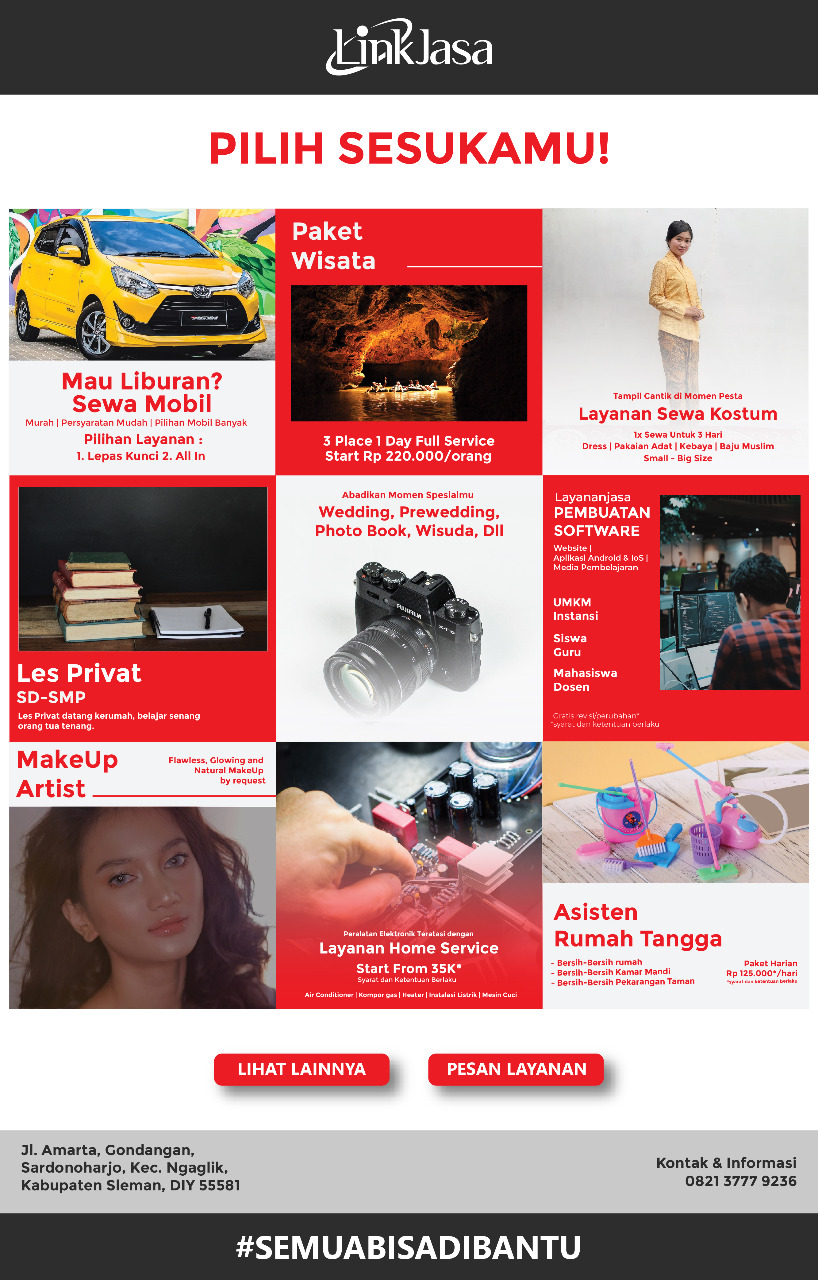 LinkJasa
PILIH SESUKAMU!
Mau Liburan?
Sewa Mobil
Murah | Persyaratan Mudah | Pilihan Mobil Banyak
Pilihan Layanan :
1. Lepas Kunci 2. All In
Paket
Wisata
3 Place 1 Day Full Service
Start Rp 220.000/orang
Tampil Cantik di Momen Pesta
Layanan Sewa Kostum
1x Sewa Untuk 3 Hari
Dress | Pakaian Adat | Kebaya | Baju Muslim
Small - Big Size
Les Privat
SD-SMP
Les Privat datang kerumah, belajar senang
orang tua tenang.
Abadikan Momen Spesialmu
Wedding, Prewedding,
Photo Book, Wisuda, Dll
FUJIFILM
Layananjasa
PEMBUATAN
SOFTWARE
Website |
Aplikasi Android & IoS |
Media Pembelajaran
UMKM
Instansi
Siswa
Guru
Mahasiswa
Dosen
Gratis revisi/perubahan*
*syarat dan ketentuan berlaku
MakeUp
Artist
Flawless, Glowing and
Natural MakeUp
by request
Peralatan Elektronik Teratasi dengan
Layanan Home Service
Start From 35K*
Syarat dan Ketentuan Berlaku
Air Conditioner | Kompor gas | Heater | Instalasi Listrik | Mesin Cuci
Asisten
Rumah Tangga
- Bersih-Bersih rumah
- Bersih-Bersih Kamar Mandi
- Bersih-Bersih Pekarangan Taman
Paket Harian
Rp 125.000*/hari
*syarat dan ketentuan berlaku
LIHAT LAINNYA
PESAN LAYANAN
Jl. Amarta, Gondangan,
Sardonoharjo, Kec. Ngaglik,
Kabupaten Sleman, DIY 55581
Kontak & Informasi
0821 3777 9236
#SEMUABISADIBANTU